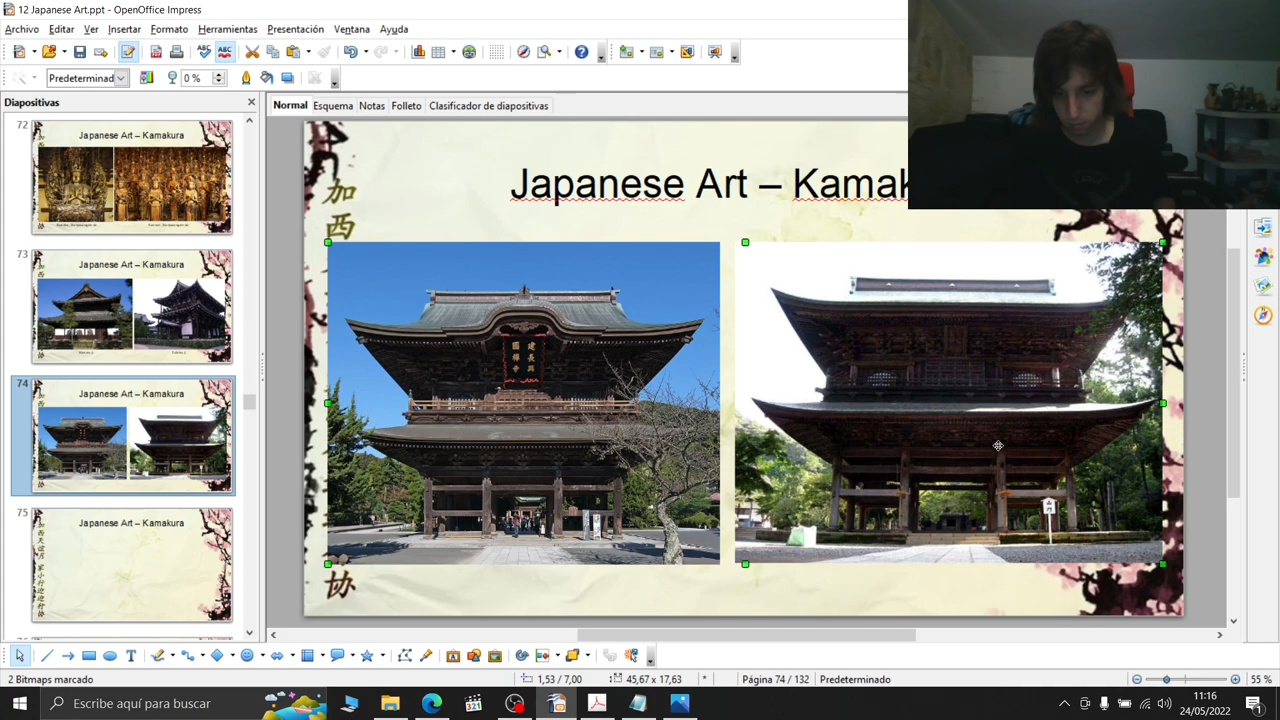 12 Japanese Art.ppt - OpenOffice Impress
Archivo Editar Ver Insertar Formato Herramientas Presentación Ventana Ayuda
Predeterminad
0 %
Diapositivas
Normal Esquema Notas Folleto Clasificador de diapositivas
72
Japanese Art – Kamakura
73
Japanese Art – Kamakura
74
Japanese Art – Kamakura
75
Japanese Art – Kamakura
Japanese Art – Kamak
加
西
协
2 Bitmaps marcado
1,53 / 7,00
45,67 x 17,63
*
Página 74 / 132
Predeterminado
55 %
Escribe aquí para buscar
321
11:16
24/05/2022
1